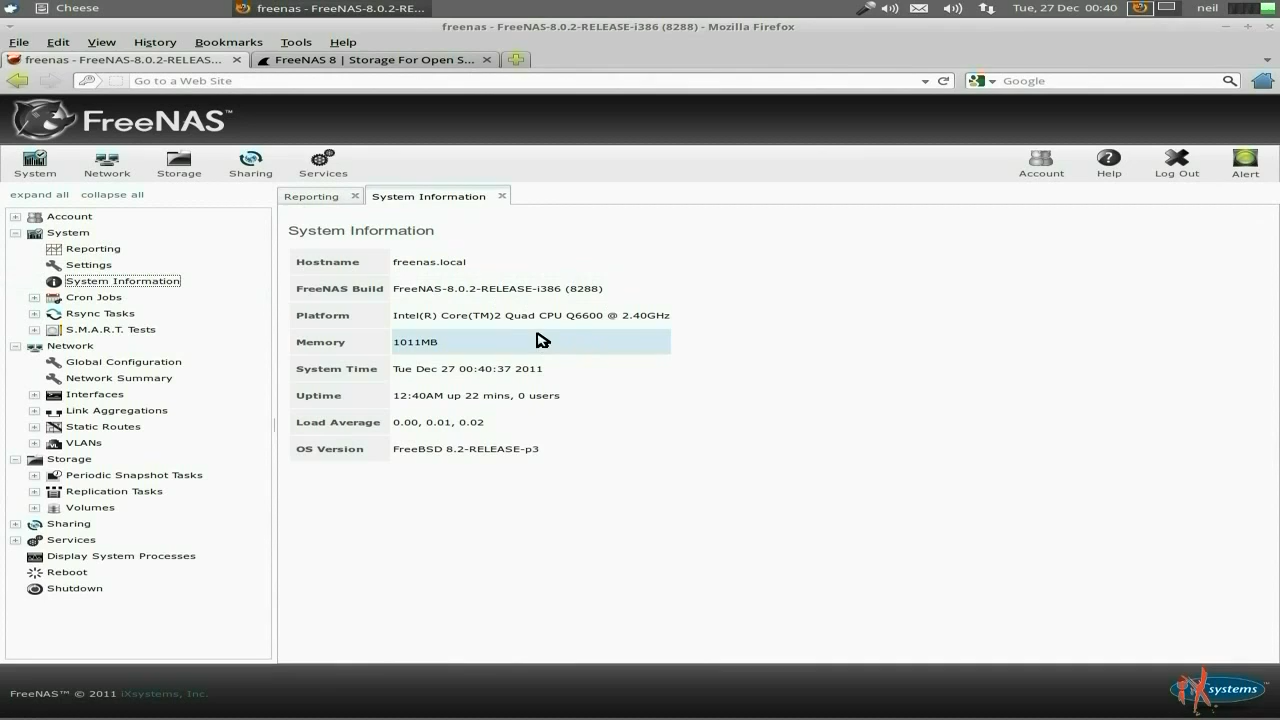 Cheese
freenas - FreeNAS-8.0.2-RE...
Tue, 27 Dec 00:40
neil
freenas - FreeNAS-8.0.2-RELEASE-i386 (8288) - Mozilla Firefox
File Edit View History Bookmarks Tools Help
freenas - FreeNAS-8.0.2-RELEAS...
FreeNAS 8 | Storage For Open S...
Go to a Web Site
Google
FreeNAS™
System Network Storage Sharing Services
Account Help Log Out Alert
expand all collapse all
Account
System
Reporting
Settings
System Information
Cron Jobs
Rsync Tasks
S.M.A.R.T. Tests
Network
Global Configuration
Network Summary
Interfaces
Link Aggregations
Static Routes
VLANs
Storage
Periodic Snapshot Tasks
Replication Tasks
Volumes
Sharing
Services
Display System Processes
Reboot
Shutdown
Reporting System Information
System Information
Hostname freenas.local
FreeNAS Build FreeNAS-8.0.2-RELEASE-i386 (8288)
Platform Intel(R) Core(TM)2 Quad CPU Q6600 @ 2.40GHz
Memory 1011MB
System Time Tue Dec 27 00:40:37 2011
Uptime 12:40AM up 22 mins, 0 users
Load Average 0.00, 0.01, 0.02
OS Version FreeBSD 8.2-RELEASE-p3
FreeNAS™ © 2011 iXsystems, Inc.
iXsystems™